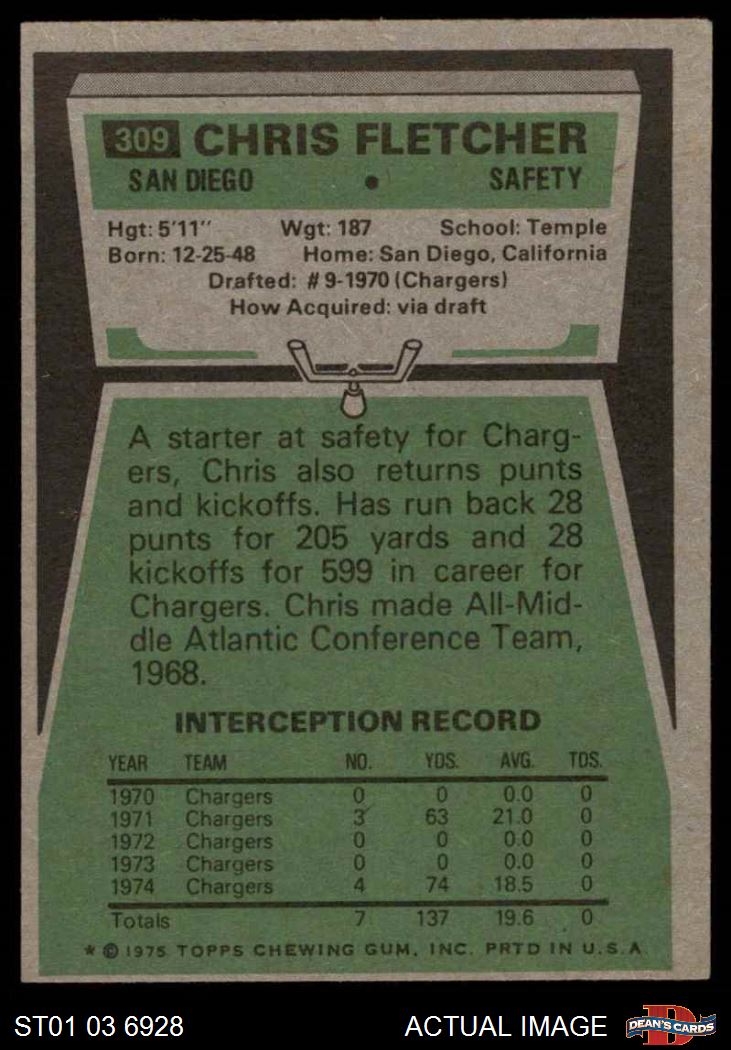 309 CHRIS FLETCHER
SAN DIEGO • SAFETY
Hgt: 5'11" Wgt: 187 School: Temple
Born: 12-25-48 Home: San Diego, California
Drafted: #9-1970 (Chargers)
How Acquired: via draft
A starter at safety for Charg-
ers, Chris also returns punts
and kickoffs. Has run back 28
punts for 205 yards and 28
kickoffs for 599 in career for
Chargers. Chris made All-Mid-
dle Atlantic Conference Team,
1968.
INTERCEPTION RECORD
YEAR TEAM NO. YDS. AVG. TDS.
1970 Chargers 0 0 0.0 0
1971 Chargers 3 63 21.0 0
1972 Chargers 0 0 0.0 0
1973 Chargers 0 0 0.0 0
1974 Chargers 4 74 18.5 0
Totals 7 137 19.6 0
* © 1975 TOPPS CHEWING GUM, INC. PRTD IN U.S.A.
ST01 03 6928 ACTUAL IMAGE D DEAN'S CARDS